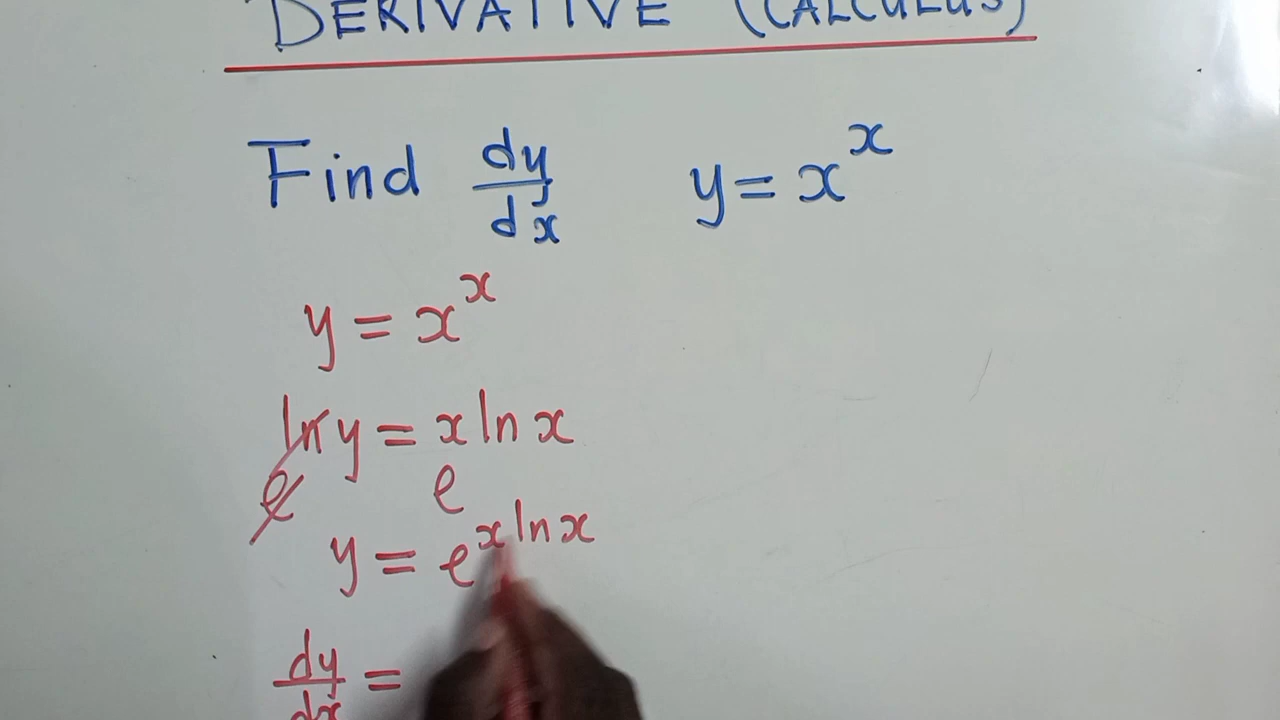 DERIVATIVE (CALCULUS)
Find dy/dx y = x^x
y = x^x
ln y = x ln x
e e
y = e^{x ln x}
dy/dx =